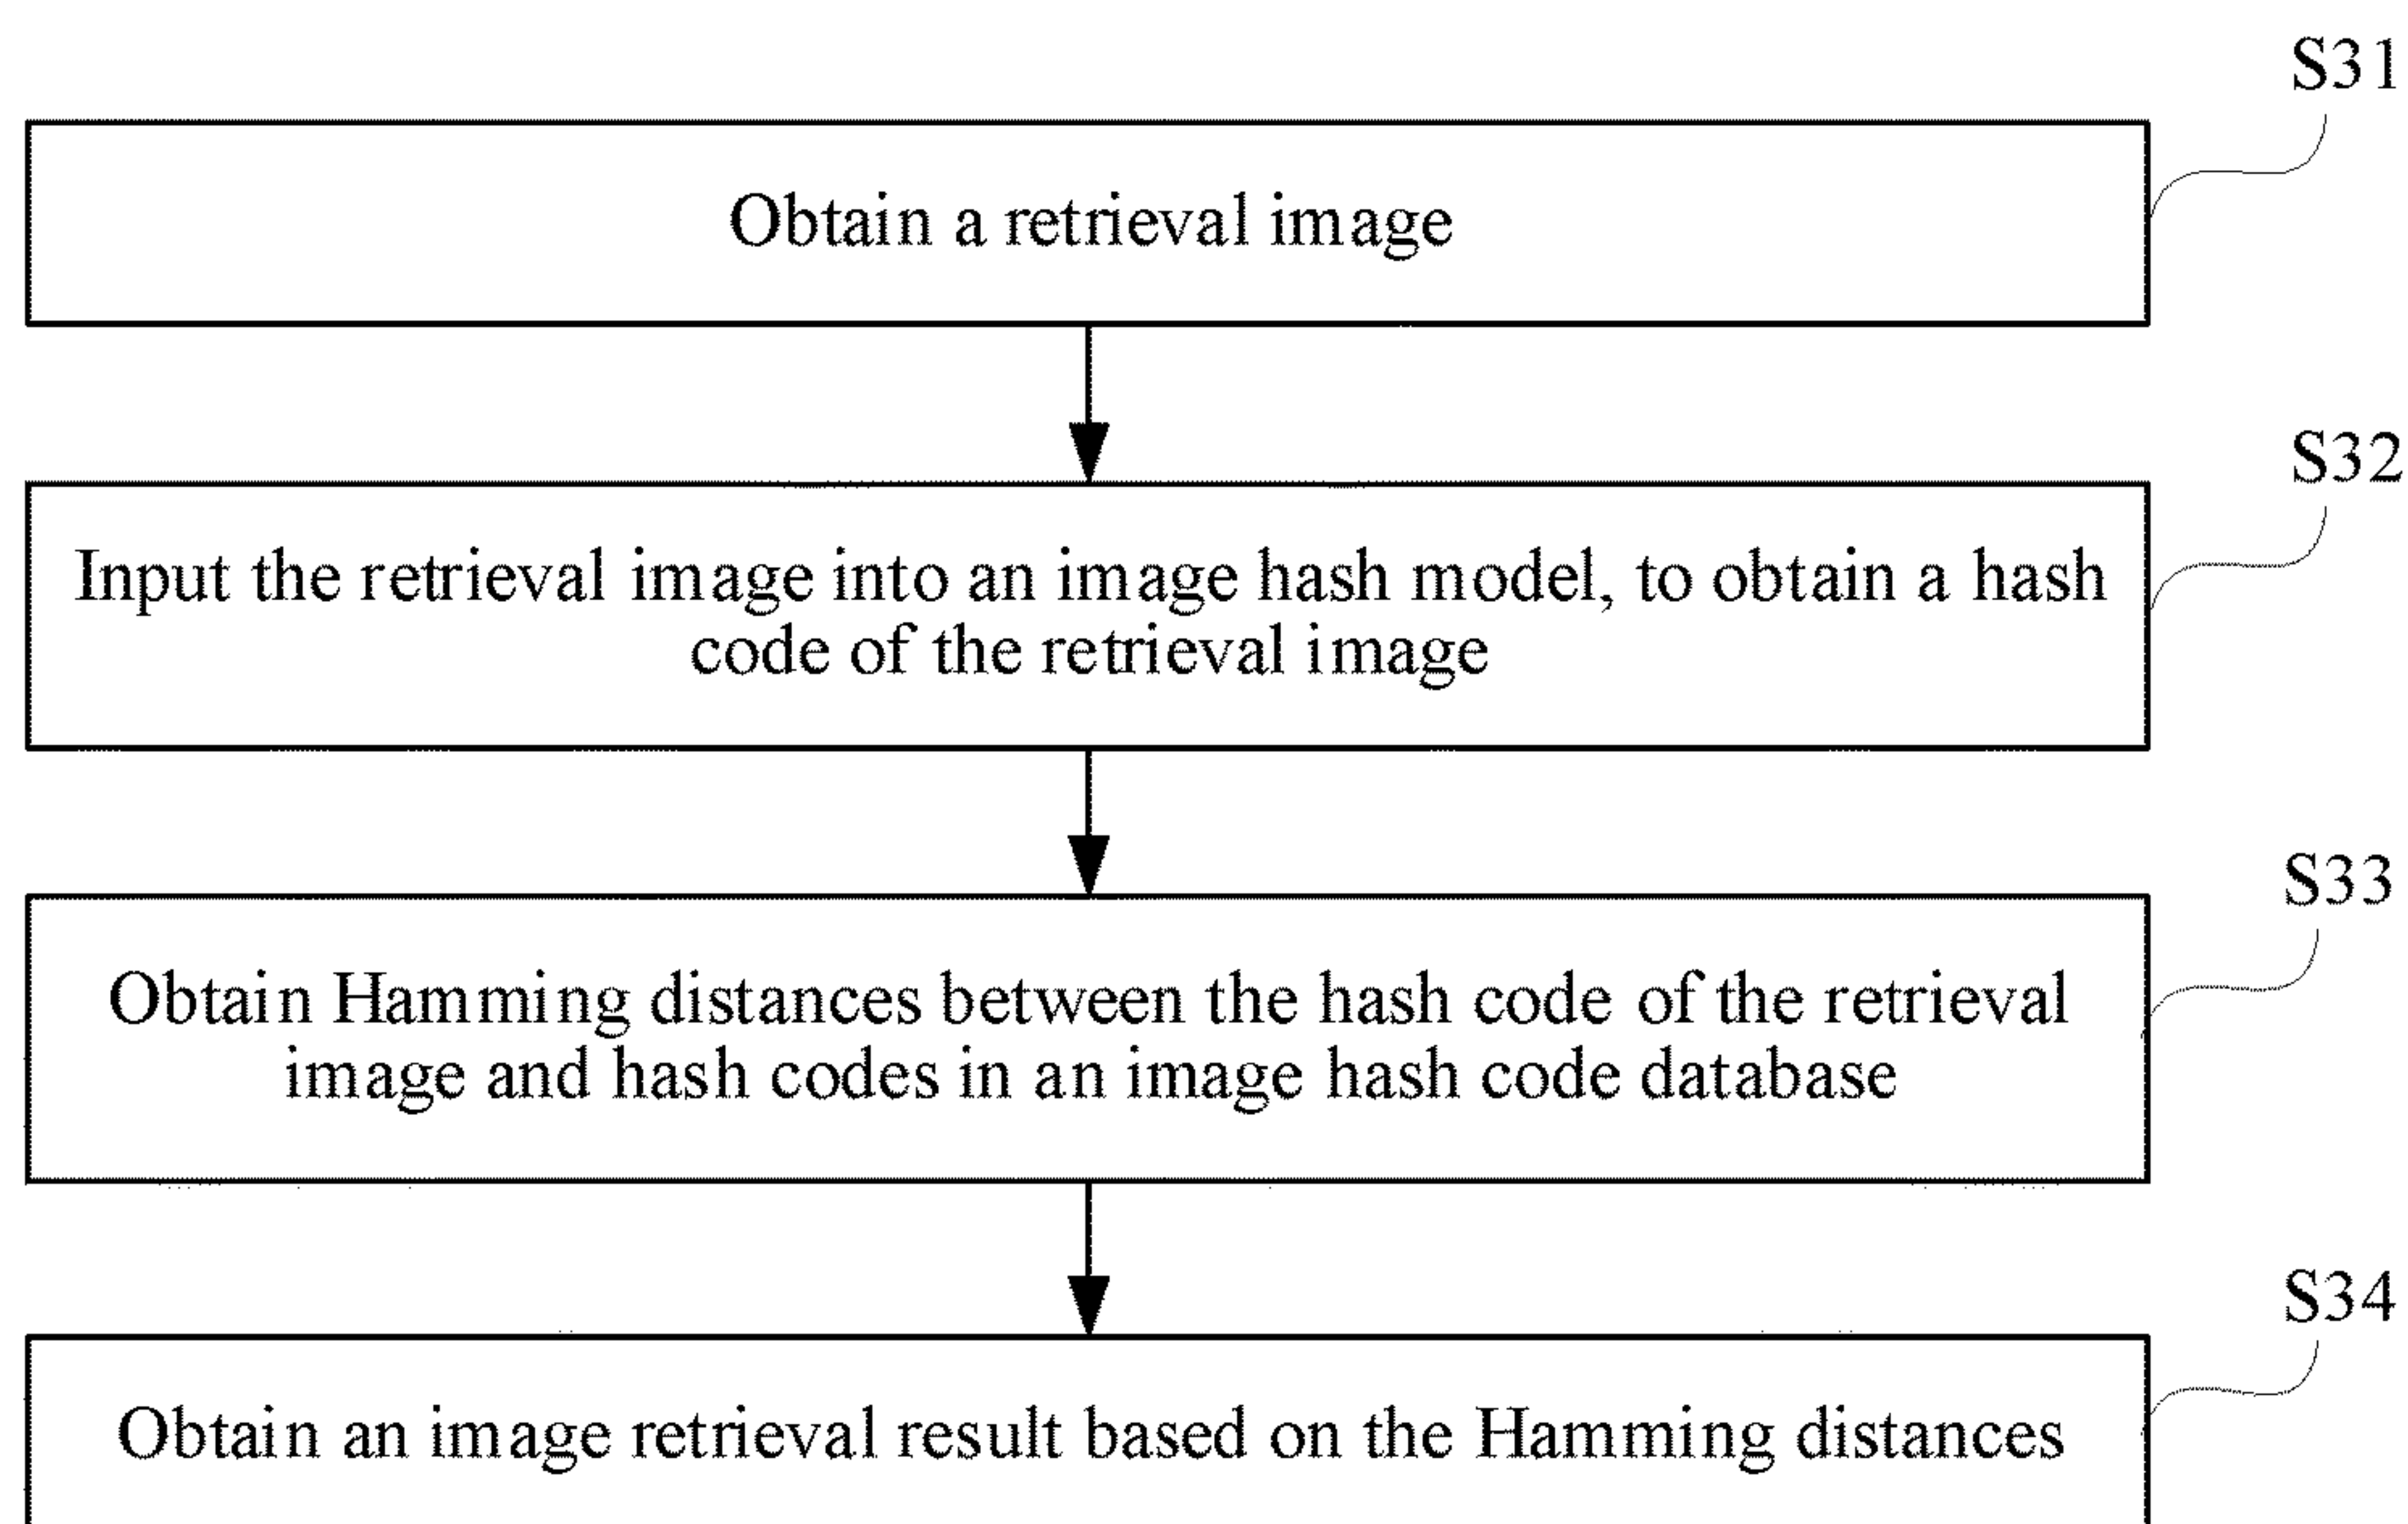 S31
Obtain a retrieval image
S32
Input the retrieval image into an image hash model, to obtain a hash
code of the retrieval image
S33
Obtain Hamming distances between the hash code of the retrieval
image and hash codes in an image hash code database
S34
Obtain an image retrieval result based on the Hamming distances